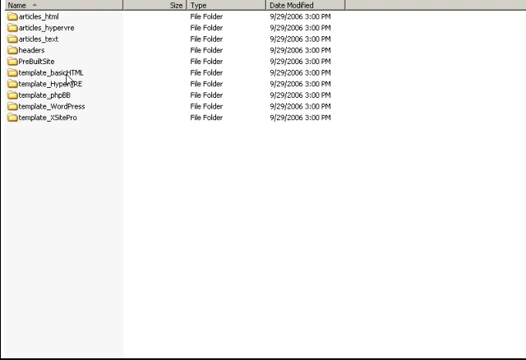 Name Size Type Date Modified
articles_html File Folder 9/29/2006 3:00 PM
articles_hypervre File Folder 9/29/2006 3:00 PM
articles_text File Folder 9/29/2006 3:00 PM
headers File Folder 9/29/2006 3:00 PM
PreBuiltSite File Folder 9/29/2006 3:00 PM
template_basicHTML File Folder 9/29/2006 3:00 PM
template_HyperVRE File Folder 9/29/2006 3:00 PM
template_phpBB File Folder 9/29/2006 3:00 PM
template_WordPress File Folder 9/29/2006 3:00 PM
template_XSitePro File Folder 9/29/2006 3:00 PM